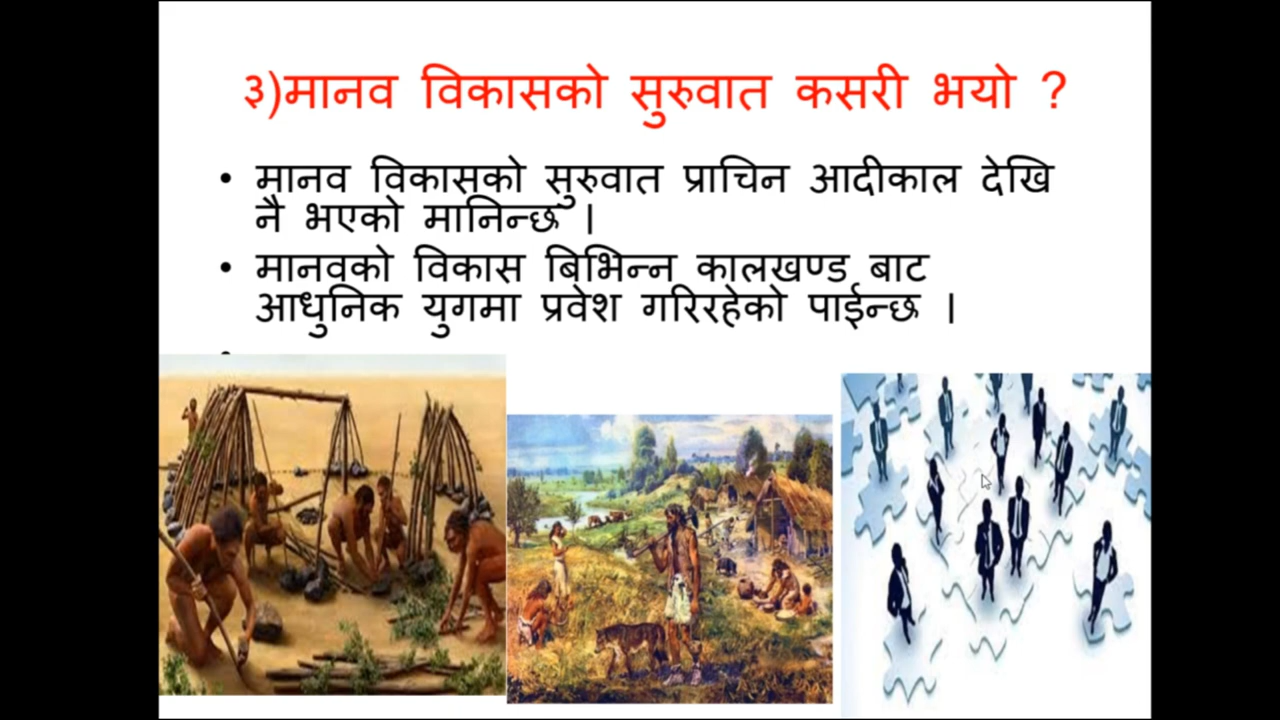 ३)मानव विकासको सुरुवात कसरी भयो ?
• मानव विकासको सुरुवात प्राचिन आदीकाल देखि
नै भएको मानिन्छ ।
• मानवको विकास बिभिन्न कालखण्ड बाट
आधुनिक युगमा प्रवेश गरिरहेको पाईन्छ ।